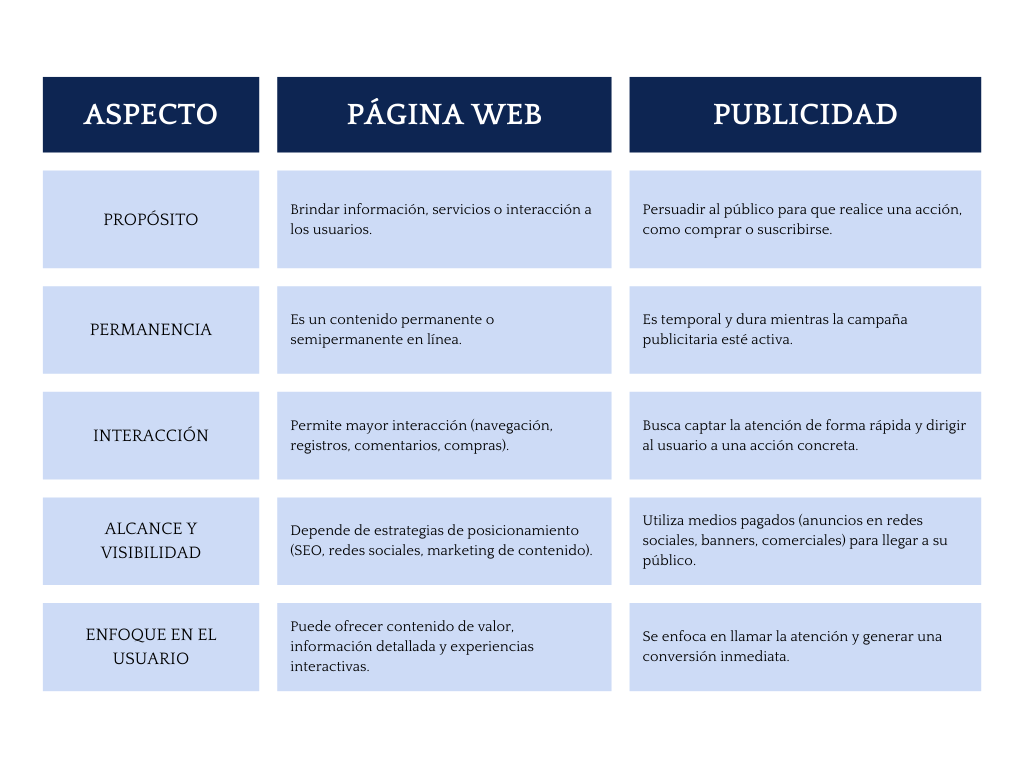 ASPECTO
PÁGINA WEB
PUBLICIDAD
PROPÓSITO
Brindar información, servicios o interacción a
los usuarios.
Persuadir al público para que realice una acción,
como comprar o suscribirse.
PERMANENCIA
Es un contenido permanente o
semipermanente en línea.
Es temporal y dura mientras la campaña
publicitaria esté activa.
INTERACCIÓN
Permite mayor interacción (navegación,
registros, comentarios, compras).
Busca captar la atención de forma rápida y dirigir
al usuario a una acción concreta.
ALCANCE Y
VISIBILIDAD
Depende de estrategias de posicionamiento
(SEO, redes sociales, marketing de contenido).
Utiliza medios pagados (anuncios en redes
sociales, banners, comerciales) para llegar a su
público.
ENFOQUE EN EL
USUARIO
Puede ofrecer contenido de valor,
información detallada y experiencias
interactivas.
Se enfoca en llamar la atención y generar una
conversión inmediata.